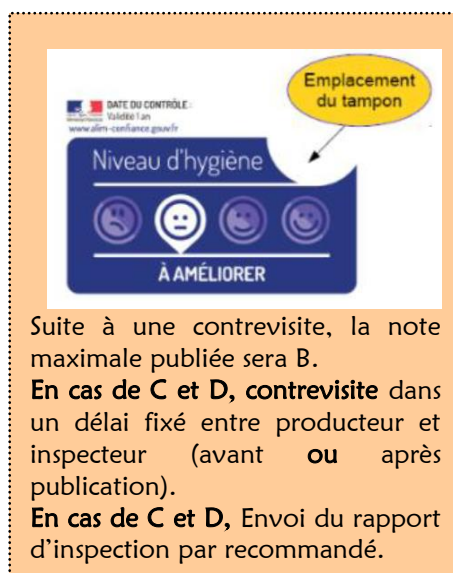 Emplacement
du tampon
DATE DU CONTRÔLE :
Validité 1 an
www.alim-confiance.gouv.fr
Niveau d'hygiène
À AMÉLIORER
Suite à une contrevisite, la note
maximale publiée sera B.
En cas de C et D, contrevisite dans
un délai fixé entre producteur et
inspecteur (avant ou après
publication).
En cas de C et D, Envoi du rapport
d'inspection par recommandé.